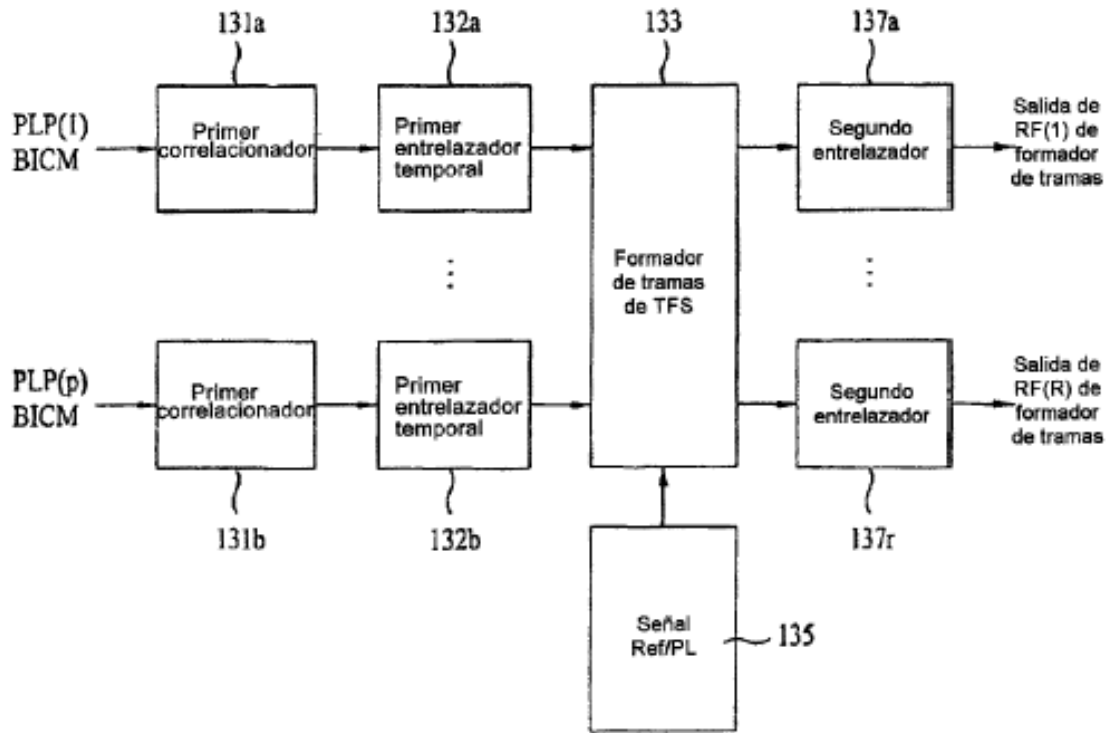 131a
132a
133
137a
PLP(1)
BICM
Primer
correlacionador
Primer
entrelazador
temporal
Segundo
entrelazador
Salida de
RF(1) de
formador
de tramas
Formador
de tramas
de TFS
PLP(p)
BICM
Primer
correlacionador
Primer
entrelazador
temporal
Segundo
entrelazador
Salida de
RF(R) de
formador
de tramas
131b
132b
137r
Señal
Ref/PL
135